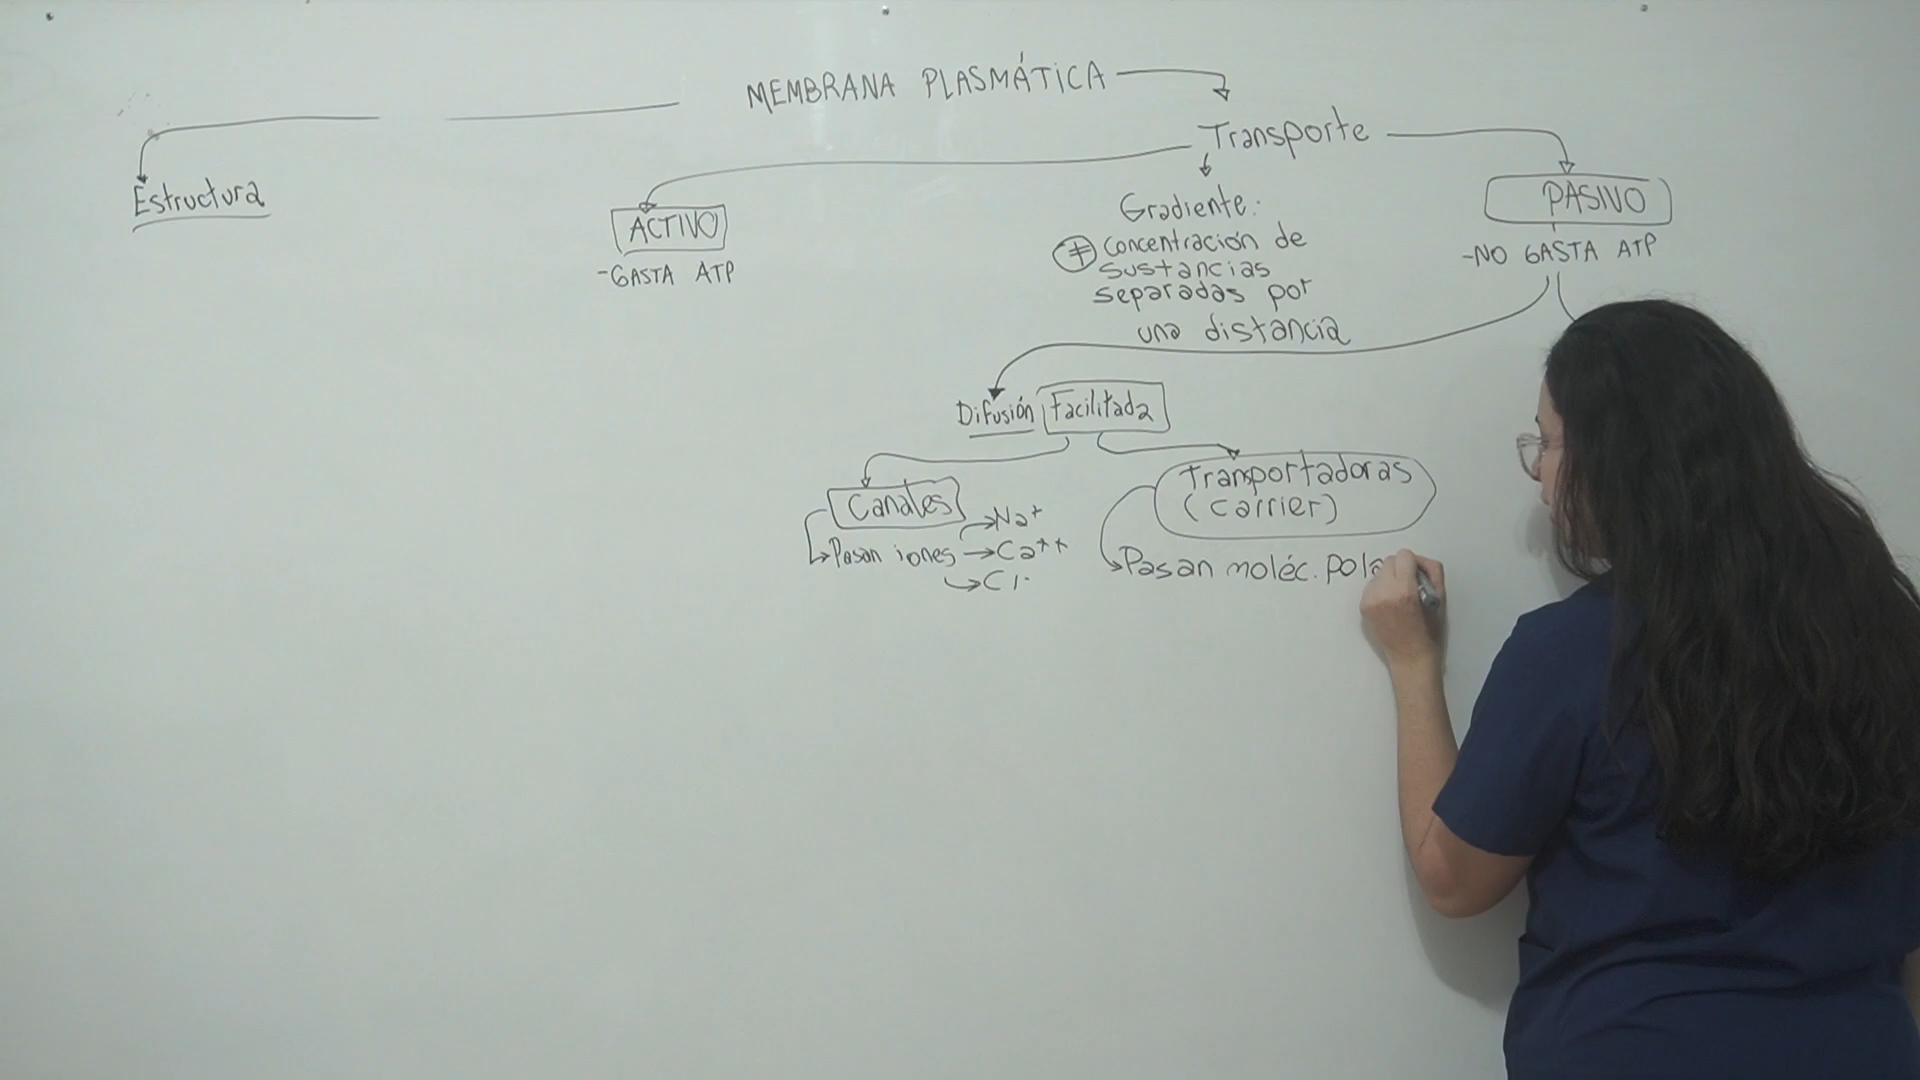 MEMBRANA PLASMÁTICA
Transporte
Estructura
ACTIVO
-GASTA ATP
Gradiente:
≠ concentración de
sustancias
separadas por
una distancia
PASIVO
-NO GASTA ATP
Difusión Facilitada
Canales
Pasan iones
Na+
Ca++
Cl-
Transportadoras
(carrier)
Pasan moléc. pola